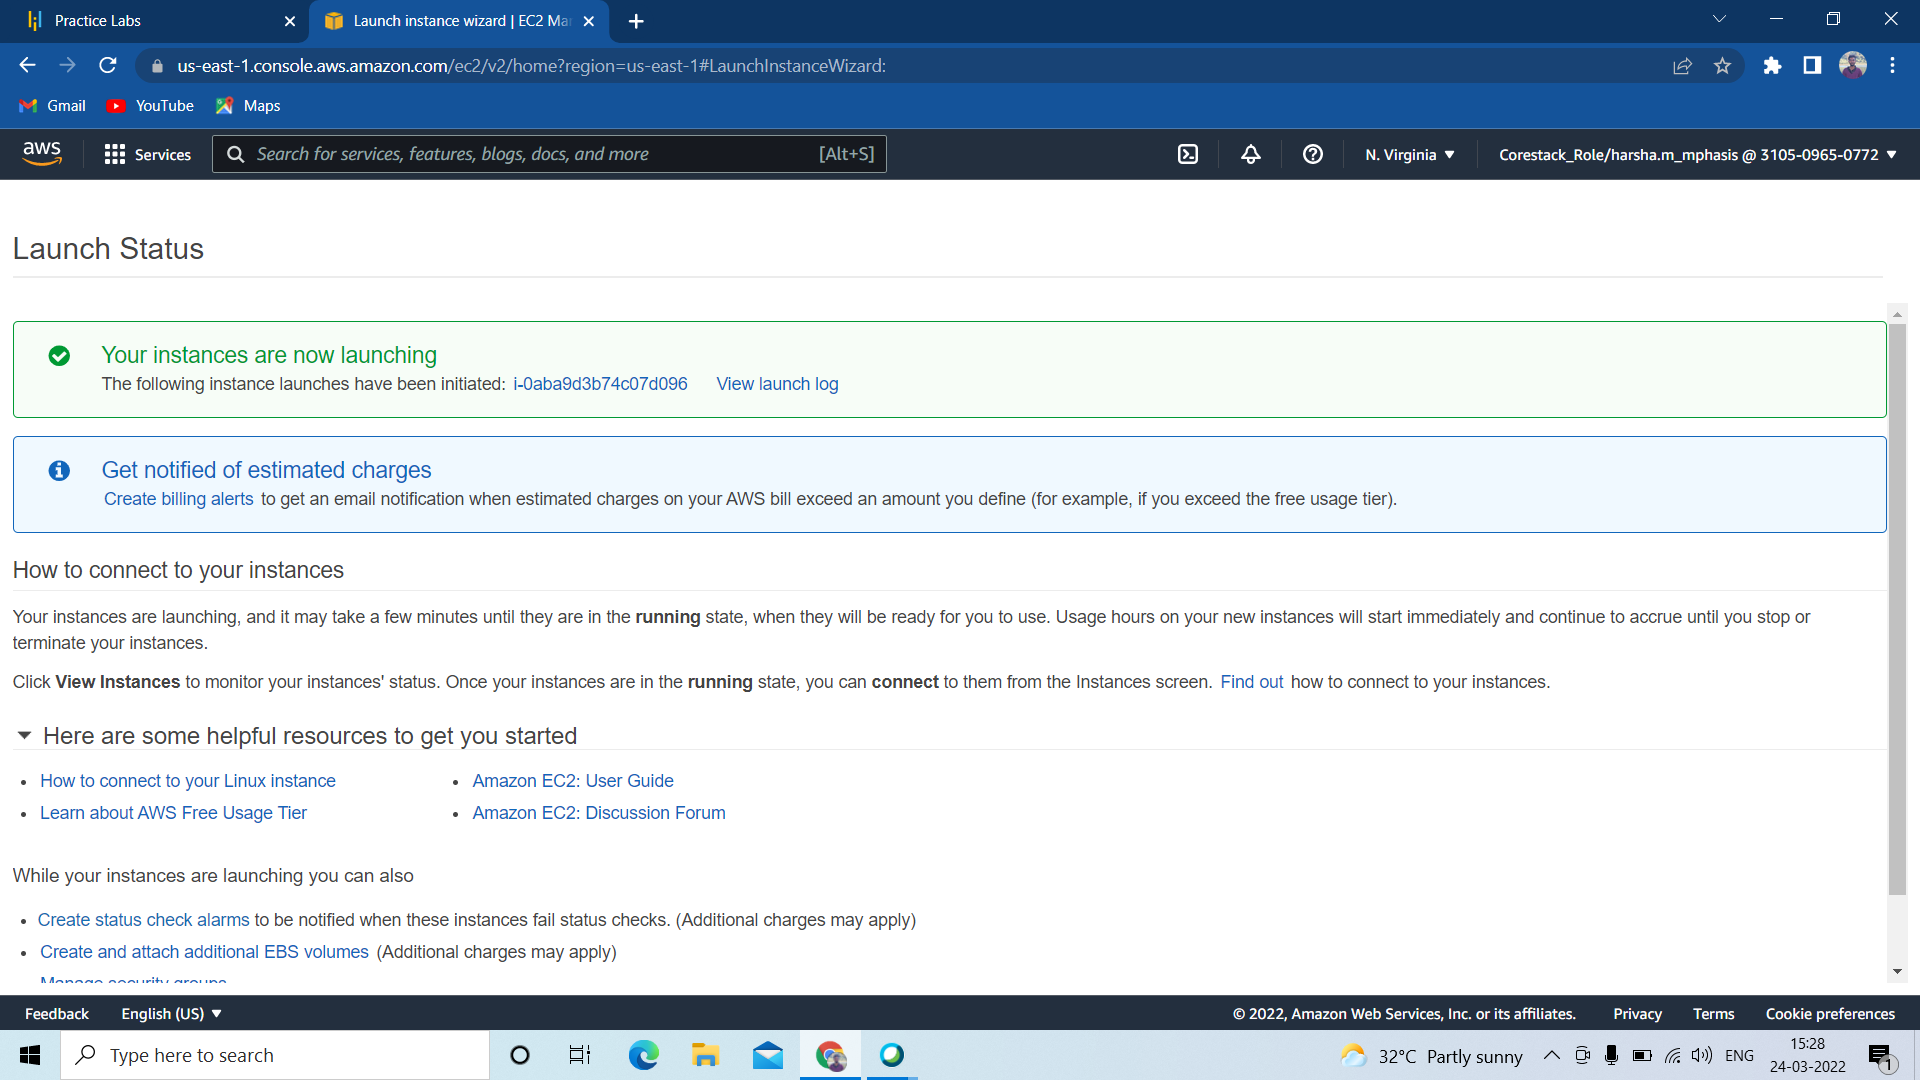 Practice Labs
Launch instance wizard | EC2 Mar
us-east-1.console.aws.amazon.com/ec2/v2/home?region=us-east-1#LaunchInstanceWizard:
Gmail YouTube Maps
aws Services Search for services, features, blogs, docs, and more [Alt+S] N. Virginia ▼ Corestack_Role/harsha.m_mphasis @ 3105-0965-0772 ▼
Launch Status
Your instances are now launching
The following instance launches have been initiated: i-0aba9d3b74c07d096 View launch log
Get notified of estimated charges
Create billing alerts to get an email notification when estimated charges on your AWS bill exceed an amount you define (for example, if you exceed the free usage tier).
How to connect to your instances
Your instances are launching, and it may take a few minutes until they are in the running state, when they will be ready for you to use. Usage hours on your new instances will start immediately and continue to accrue until you stop or
terminate your instances.
Click View Instances to monitor your instances' status. Once your instances are in the running state, you can connect to them from the Instances screen. Find out how to connect to your instances.
Here are some helpful resources to get you started
• How to connect to your Linux instance
• Learn about AWS Free Usage Tier
• Amazon EC2: User Guide
• Amazon EC2: Discussion Forum
While your instances are launching you can also
• Create status check alarms to be notified when these instances fail status checks. (Additional charges may apply)
• Create and attach additional EBS volumes (Additional charges may apply)
Manage security groups
Feedback English (US) ▼ © 2022, Amazon Web Services, Inc. or its affiliates. Privacy Terms Cookie preferences
Type here to search
32°C Partly sunny
ENG
15:28
24-03-2022
1